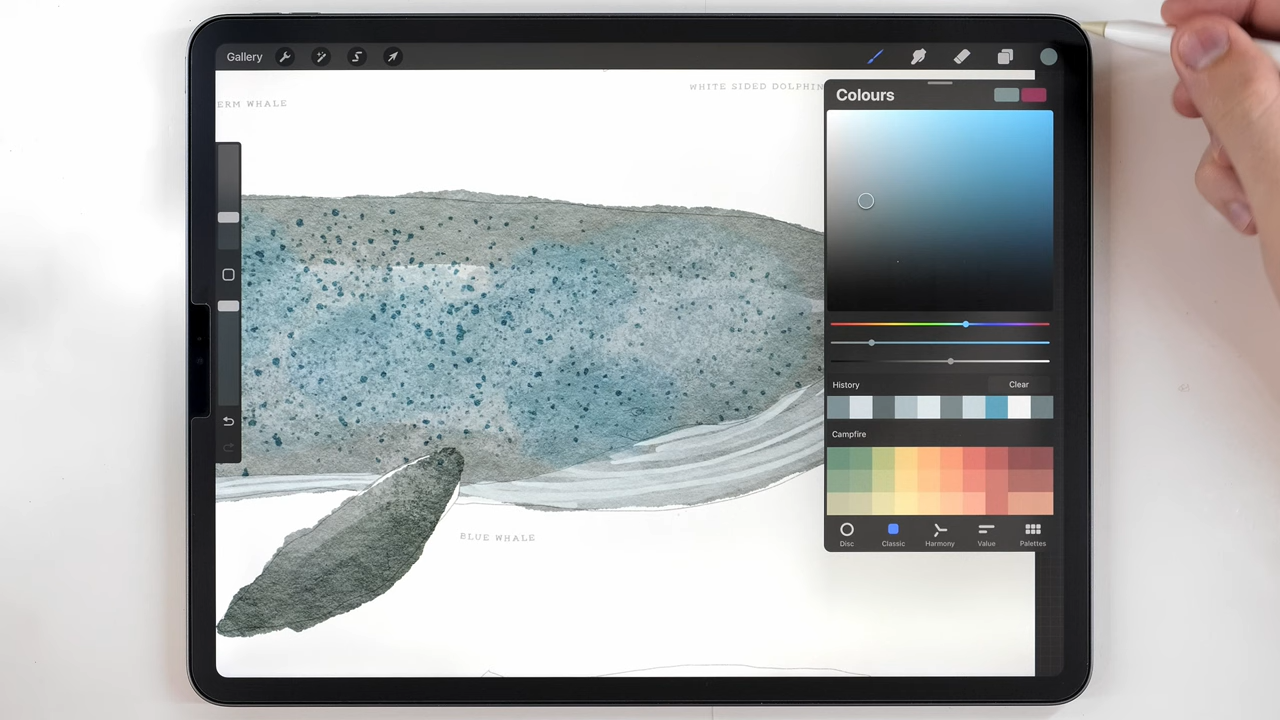 Gallery
WHITE SIDED DOLPHIN
ERM WHALE
Colours
History
Clear
Campfire
Disc
Classic
Harmony
Value
Palettes
BLUE WHALE